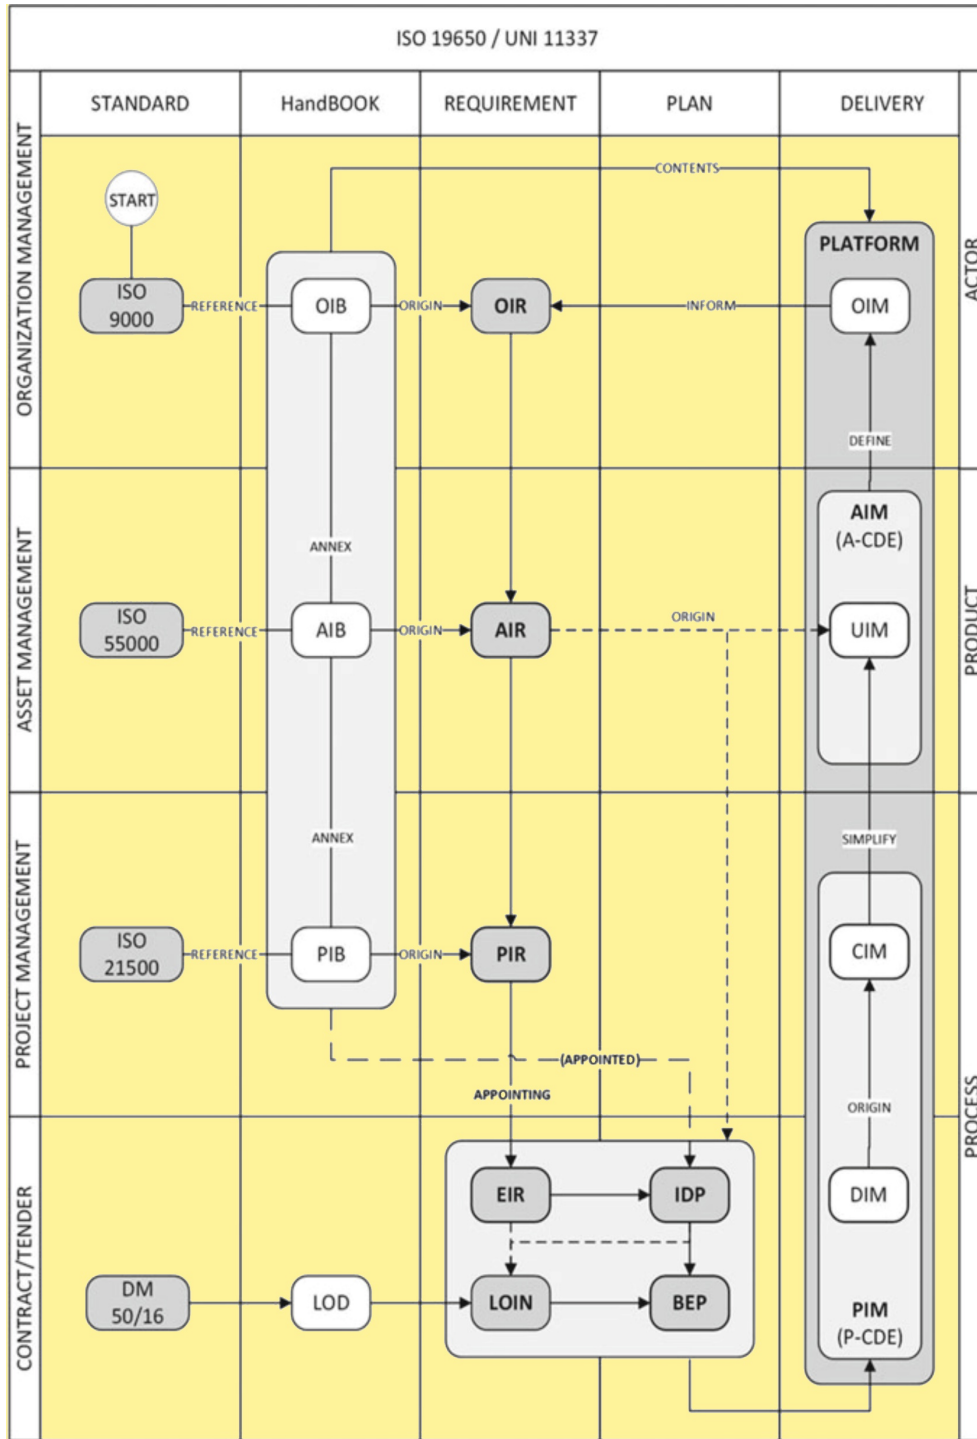 ISO 19650 / UNI 11337
STANDARD
HandBOOK
REQUIREMENT
PLAN
DELIVERY
ORGANIZATION MANAGEMENT
ACTOR
CONTENTS
START
PLATFORM
ISO
9000
REFERENCE
OIB
ORIGIN
OIR
INFORM
OIM
DEFINE
ASSET MANAGEMENT
PRODUCT
AIM
(A-CDE)
ANNEX
ISO
55000
REFERENCE
AIB
ORIGIN
AIR
ORIGIN
UIM
PROJECT MANAGEMENT
PROCESS
ANNEX
SIMPLIFY
ISO
21500
REFERENCE
PIB
ORIGIN
PIR
CIM
(APPOINTED)
APPOINTING
ORIGIN
CONTRACT/TENDER
EIR
IDP
DIM
DM
50/16
LOD
LOIN
BEP
PIM
(P-CDE)